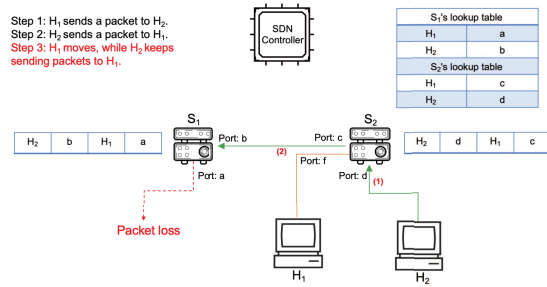 Step 1: H1 sends a packet to H2.
Step 2: H2 sends a packet to H1.
Step 3: H1 moves, while H2 keeps
sending packets to H1.
SDN
Controller
S1's lookup table
H1 a
H2 b
S2's lookup table
H1 c
H2 d
S1
S2
H2 b H1 a
Port: b
(2)
Port: c
Port: f
H2 d H1 c
Port: a
Port: d
(1)
Packet loss
H1
H2